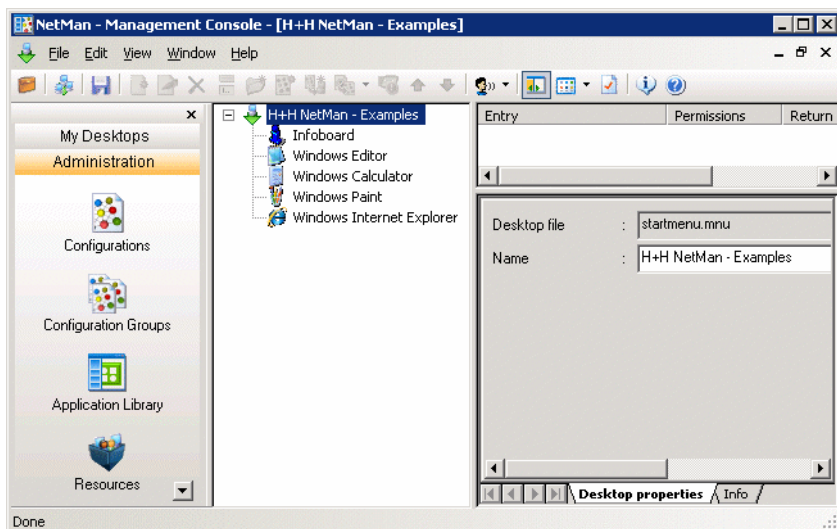 NetMan - Management Console - [H+H NetMan - Examples]
File Edit View Window Help
My Desktops
Administration
Configurations
Configuration Groups
Application Library
Resources
H+H NetMan - Examples
Infoboard
Windows Editor
Windows Calculator
Windows Paint
Windows Internet Explorer
Entry Permissions Return
Desktop file : startmenu.mnu
Name : H+H NetMan - Examples
Desktop properties Info
Done